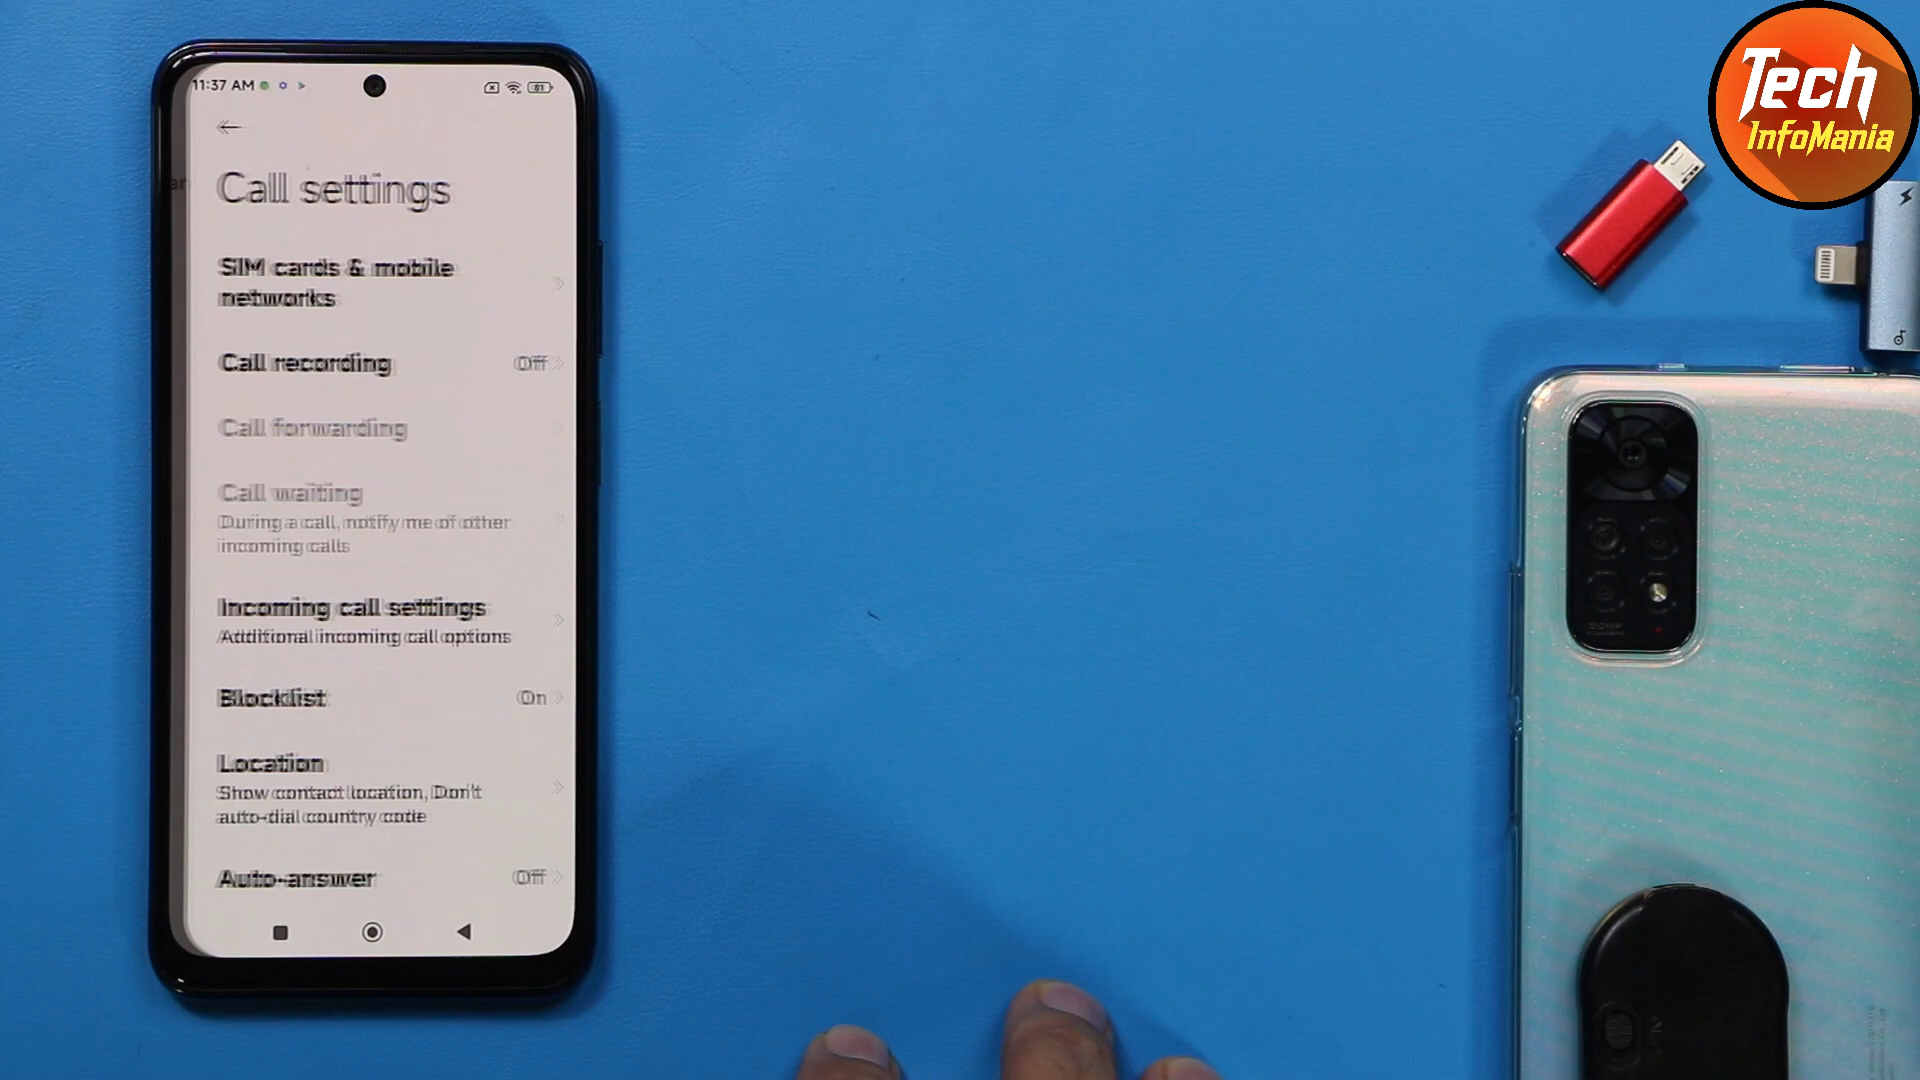 Tech
InfoMania
11:37 AM
81
Call settings
SIM cards & mobile
networks
Call recording
Off
Call forwarding
Call waiting
During a call, notify me of other
incoming calls
Incoming call settings
Additional incoming call options
Blocklist
On
Location
Show contact location, Don't
auto-dial country code
Auto-answer
Off
50MP